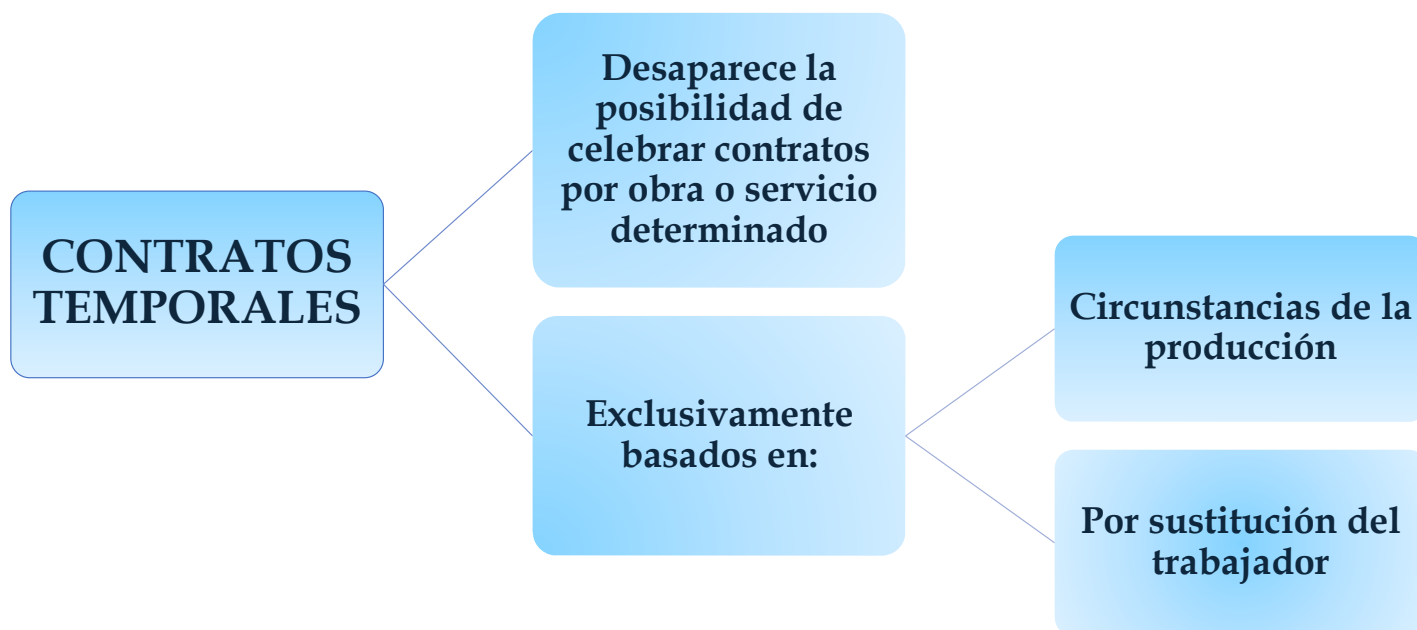 CONTRATOS
TEMPORALES
Desaparece la
posibilidad de
celebrar contratos
por obra o servicio
determinado
Exclusivamente
basados en:
Circunstancias de la
producción
Por sustitución del
trabajador